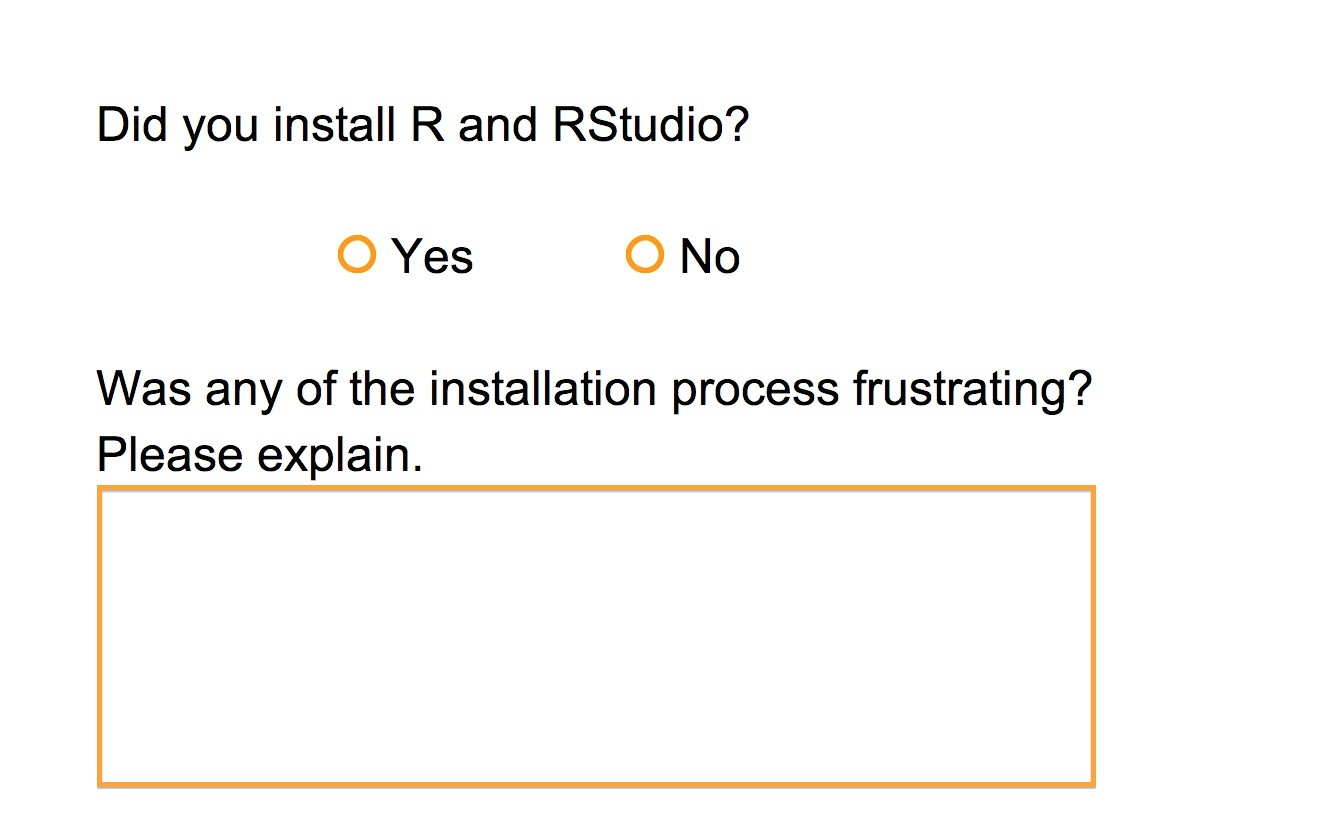 Did you install R and RStudio?
Yes No
Was any of the installation process frustrating?
Please explain.